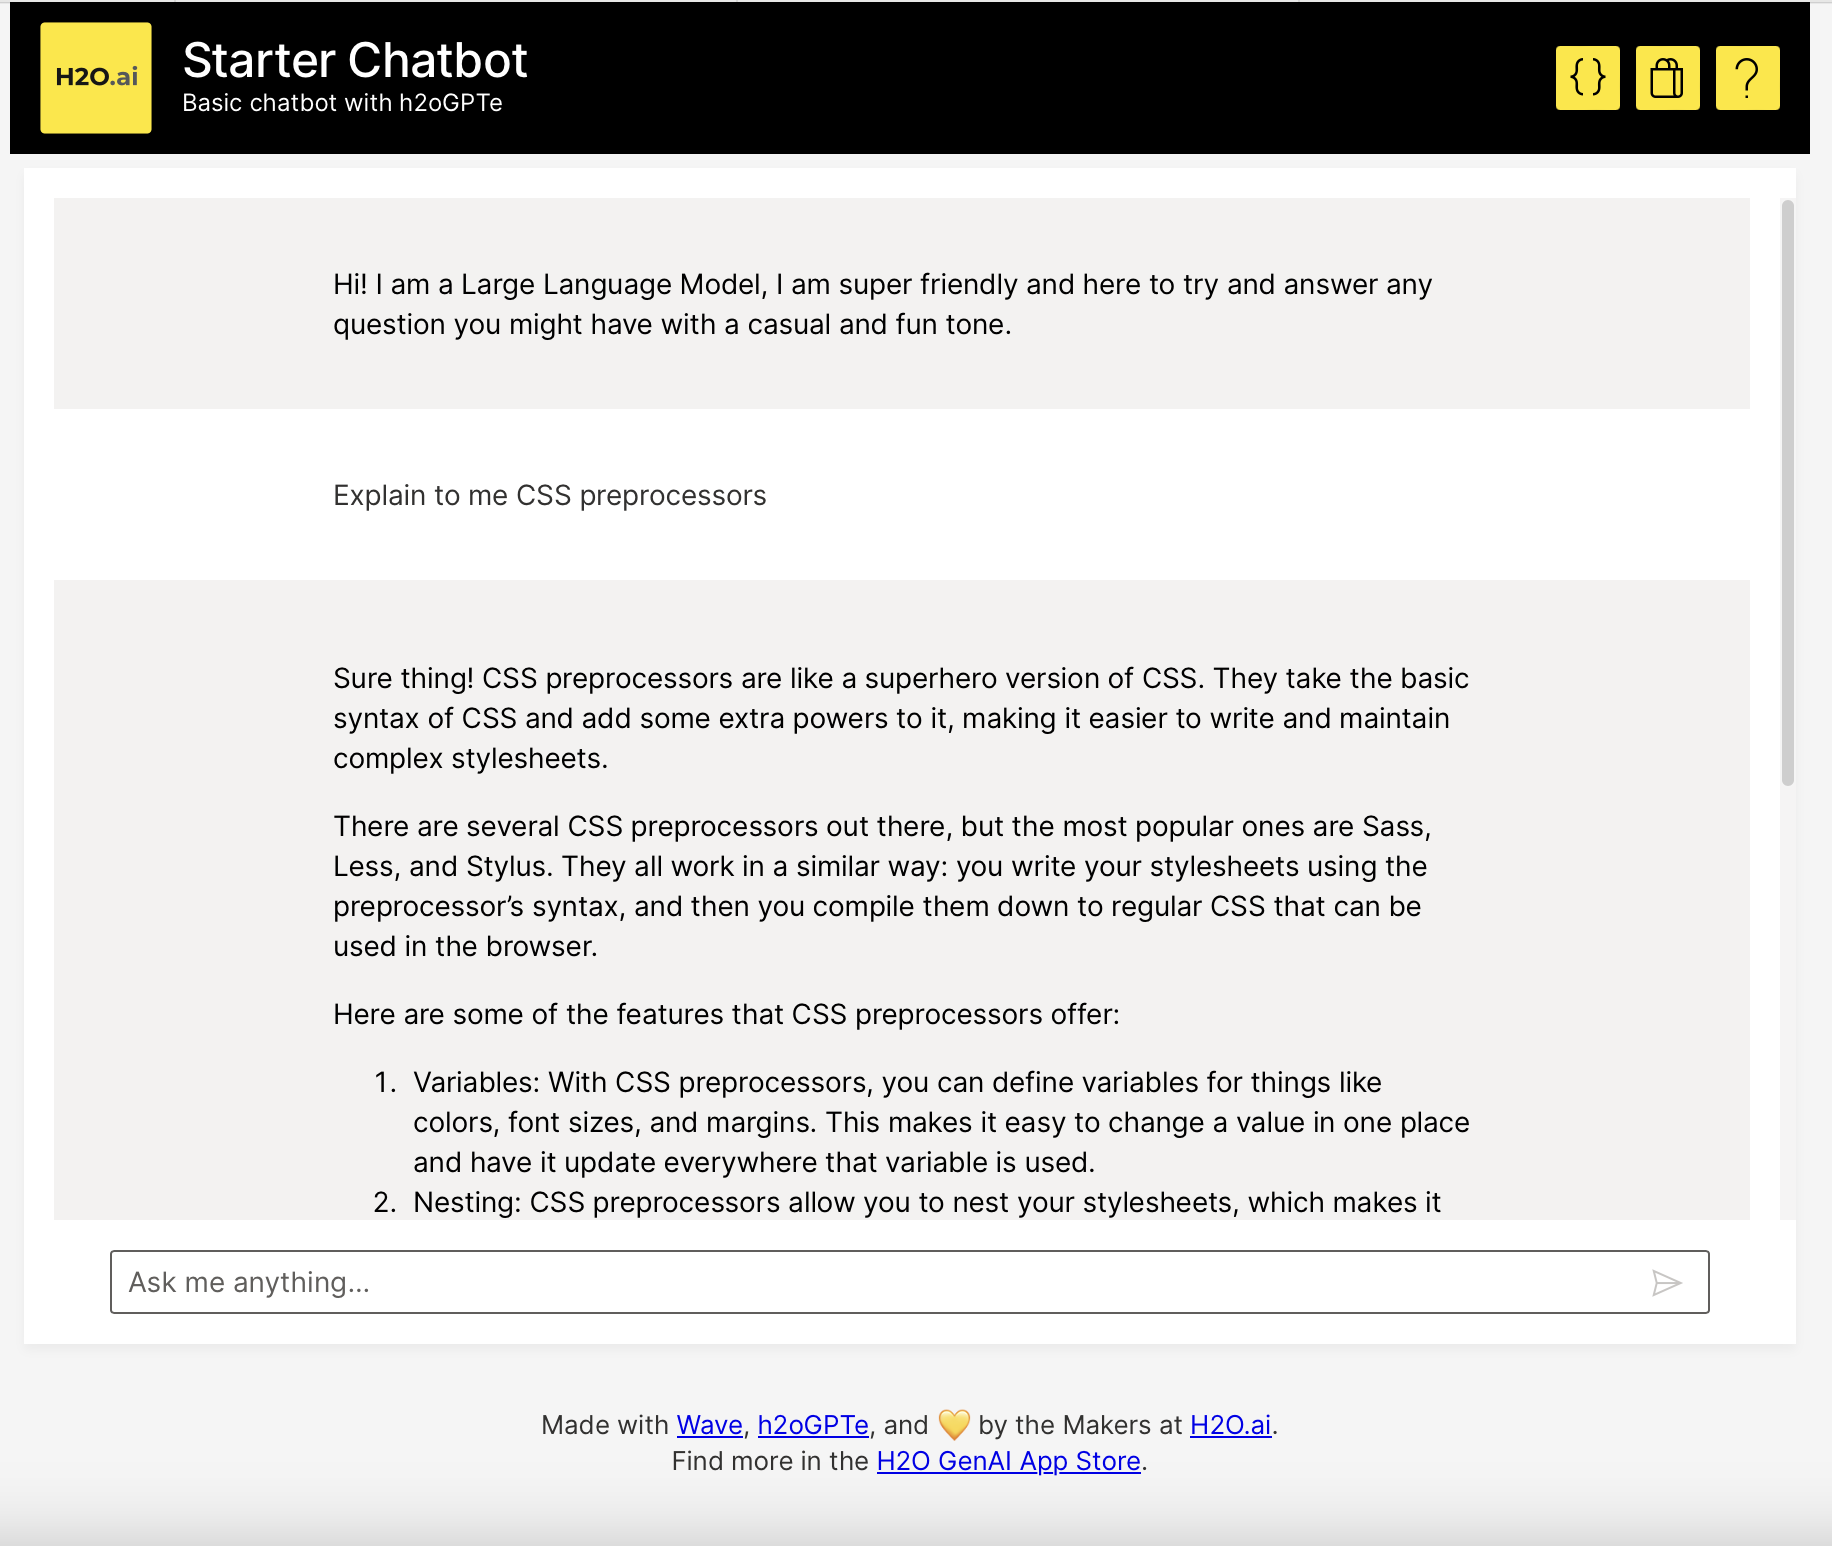 H2O.ai
Starter Chatbot
Basic chatbot with h2oGPTe
{}
?
Hi! I am a Large Language Model, I am super friendly and here to try and answer any
question you might have with a casual and fun tone.
Explain to me CSS preprocessors
Sure thing! CSS preprocessors are like a superhero version of CSS. They take the basic
syntax of CSS and add some extra powers to it, making it easier to write and maintain
complex stylesheets.
There are several CSS preprocessors out there, but the most popular ones are Sass,
Less, and Stylus. They all work in a similar way: you write your stylesheets using the
preprocessor’s syntax, and then you compile them down to regular CSS that can be
used in the browser.
Here are some of the features that CSS preprocessors offer:
1. Variables: With CSS preprocessors, you can define variables for things like
colors, font sizes, and margins. This makes it easy to change a value in one place
and have it update everywhere that variable is used.
2. Nesting: CSS preprocessors allow you to nest your stylesheets, which makes it
Ask me anything...
Made with Wave, h2oGPTe, and 💛 by the Makers at H2O.ai.
Find more in the H2O GenAI App Store.